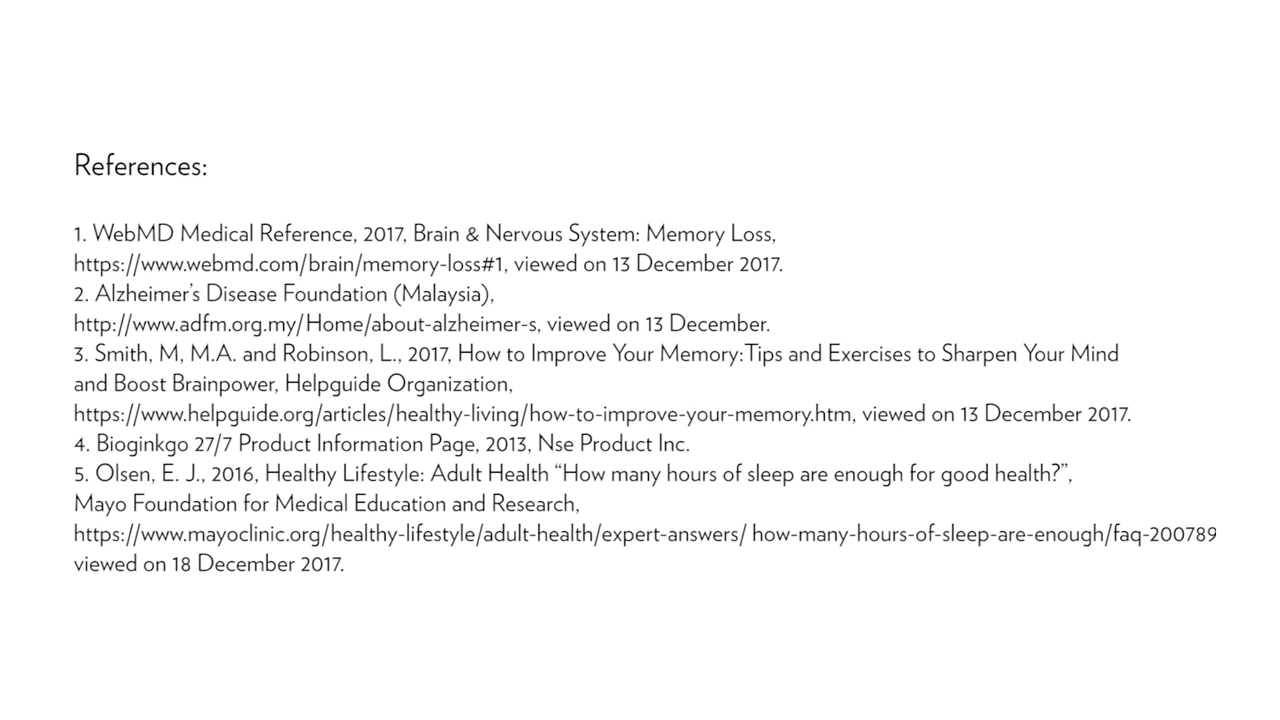 References:
1. WebMD Medical Reference, 2017, Brain & Nervous System: Memory Loss,
https://www.webmd.com/brain/memory-loss#1, viewed on 13 December 2017.
2. Alzheimer's Disease Foundation (Malaysia),
http://www.adfm.org.my/Home/about-alzheimer-s, viewed on 13 December.
3. Smith, M, M.A. and Robinson, L., 2017, How to Improve Your Memory:Tips and Exercises to Sharpen Your Mind
and Boost Brainpower, Helpguide Organization,
https://www.helpguide.org/articles/healthy-living/how-to-improve-your-memory.htm, viewed on 13 December 2017.
4. Bioginkgo 27/7 Product Information Page, 2013, Nse Product Inc.
5. Olsen, E. J., 2016, Healthy Lifestyle: Adult Health “How many hours of sleep are enough for good health?”,
Mayo Foundation for Medical Education and Research,
https://www.mayoclinic.org/healthy-lifestyle/adult-health/expert-answers/ how-many-hours-of-sleep-are-enough/faq-200789
viewed on 18 December 2017.